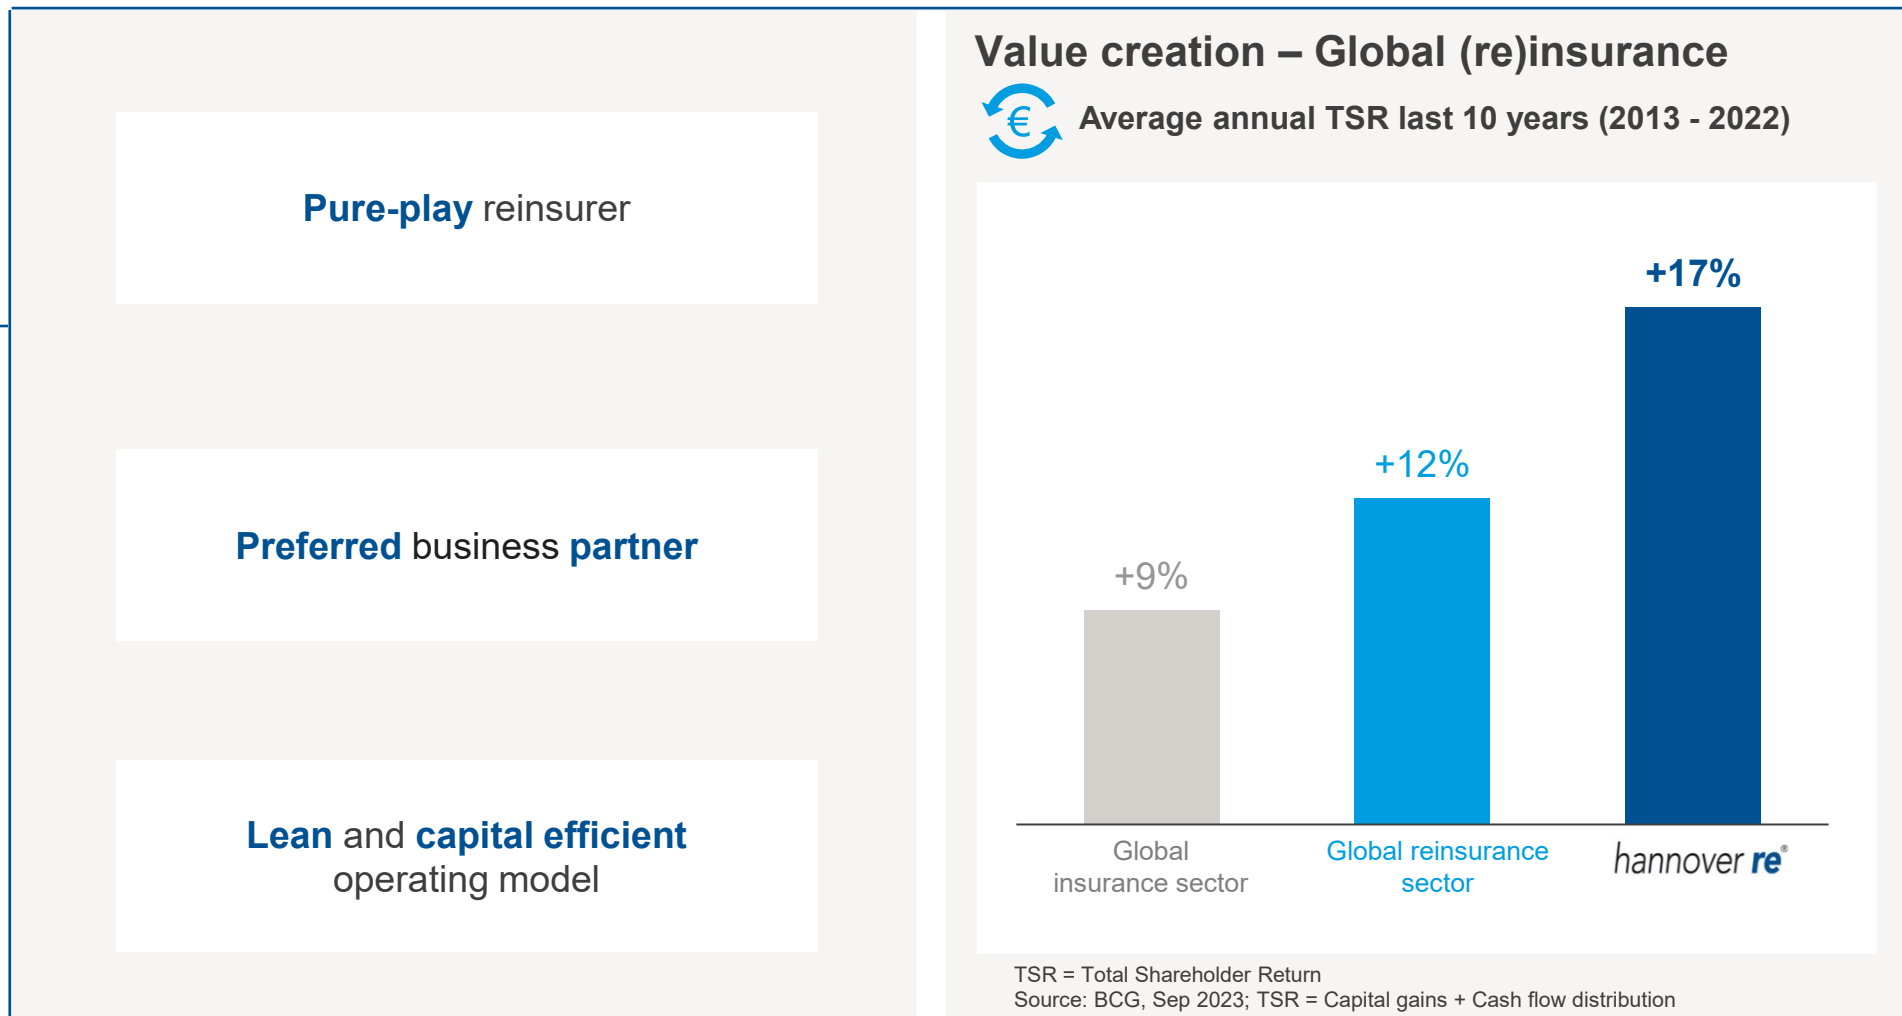 Pure-play reinsurer
Preferred business partner
Lean and capital efficient
operating model
Value creation – Global (re)insurance
€
Average annual TSR last 10 years (2013 - 2022)
+9%
+12%
+17%
Global
insurance sector
Global reinsurance
sector
hannover re®
TSR = Total Shareholder Return
Source: BCG, Sep 2023; TSR = Capital gains + Cash flow distribution